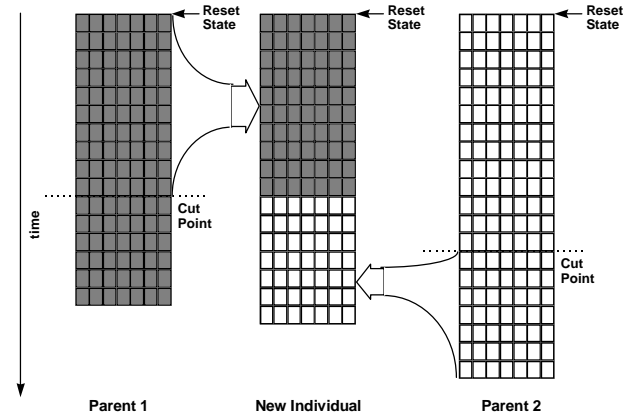 Reset
State
Reset
State
Reset
State
time
Cut
Point
Cut
Point
Parent 1
New Individual
Parent 2